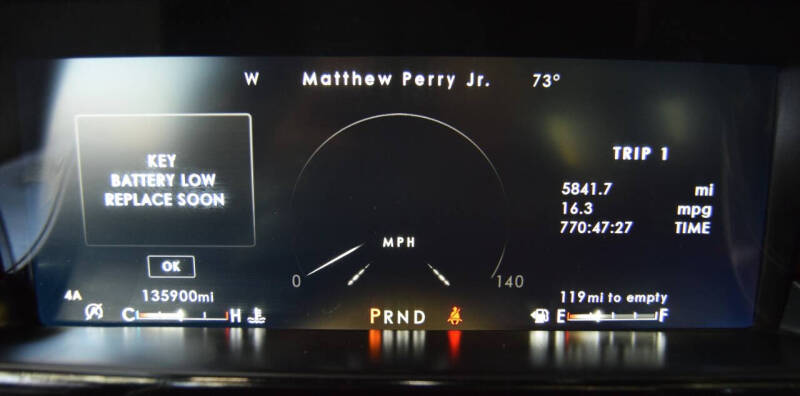 W Matthew Perry Jr. 73°
KEY
BATTERY LOW
REPLACE SOON
OK
TRIP 1
5841.7 mi
16.3 mpg
770:47:27 TIME
MPH
0 140
4A 135900mi
119mi to empty
C H PRND E F